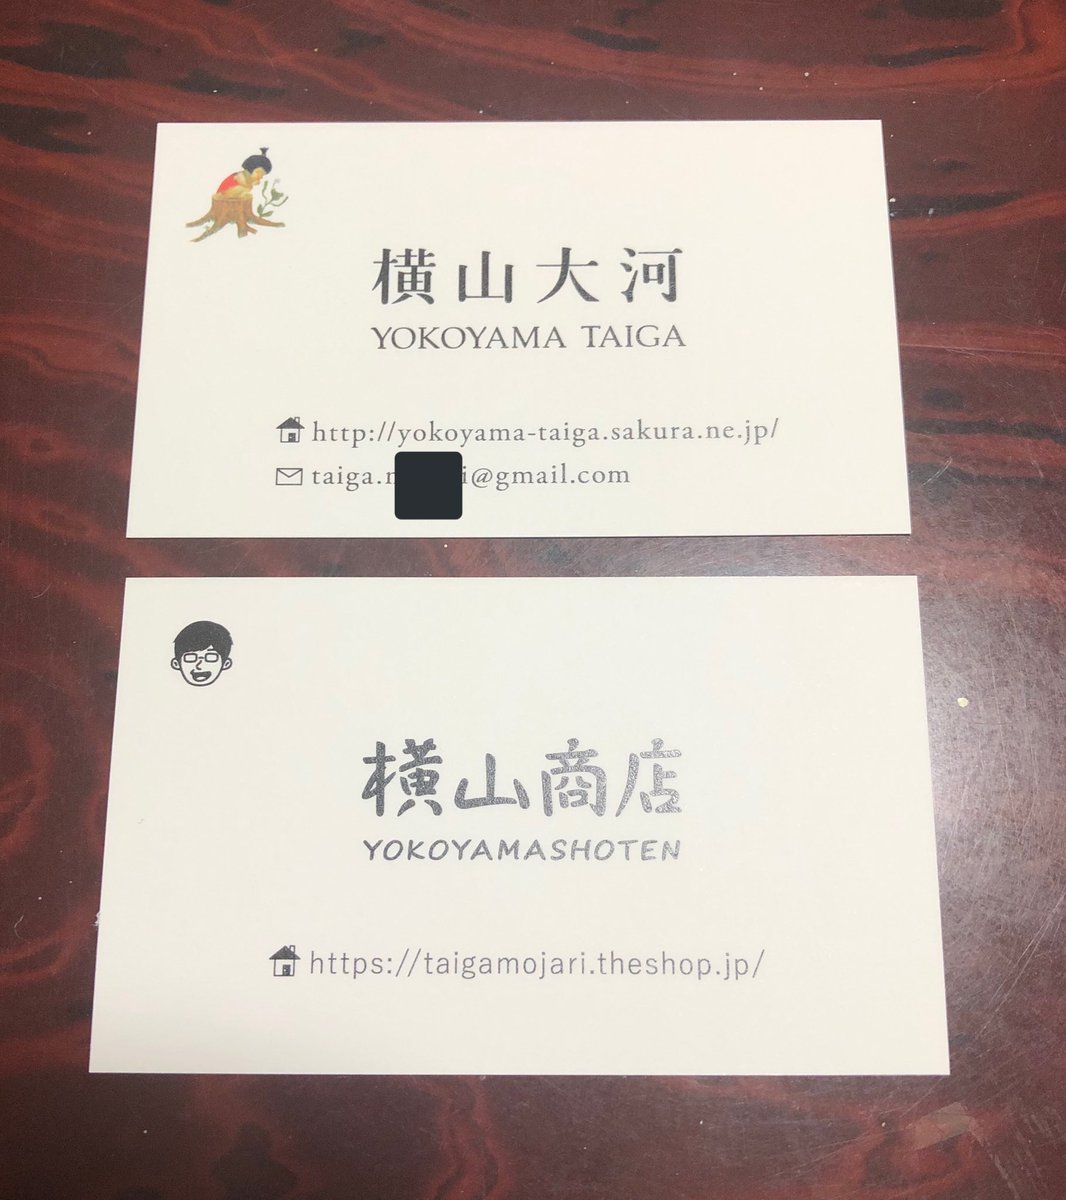 横山大河
YOKOYAMA TAIGA
http://yokoyama-taiga.sakura.ne.jp/
@gmail.com
横山商店
YOKOYAMASHOTEN
https://taigamojari.theshop.jp/